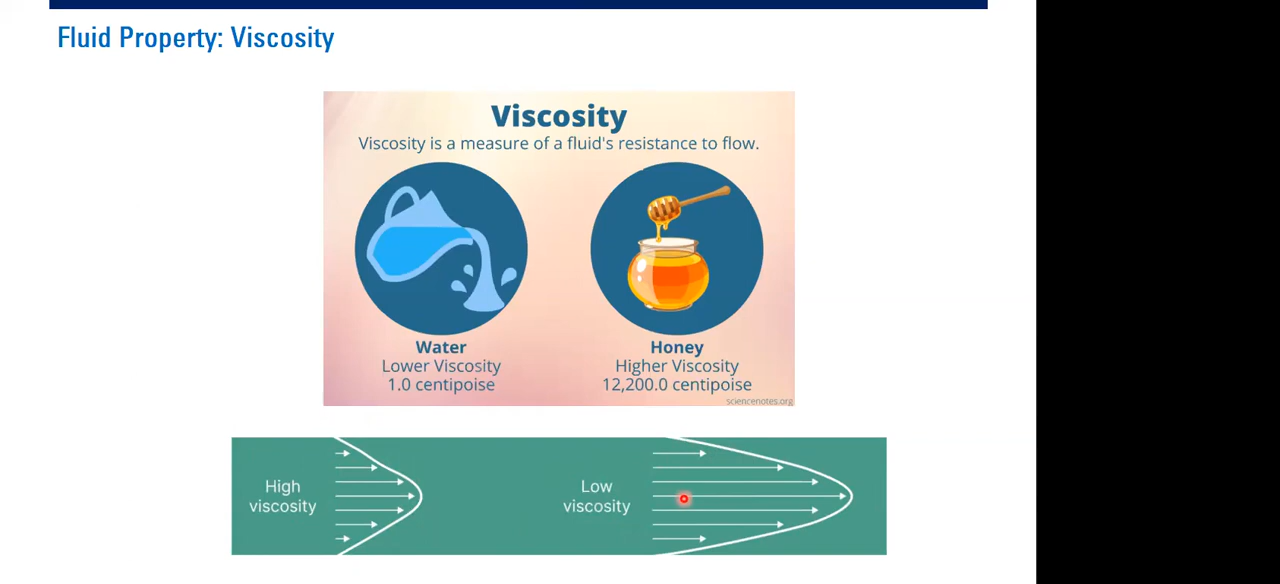 Fluid Property: Viscosity
Viscosity
Viscosity is a measure of a fluid's resistance to flow.
Water
Lower Viscosity
1.0 centipoise
Honey
Higher Viscosity
12,200.0 centipoise
sciencenotes.org
High
viscosity
Low
viscosity